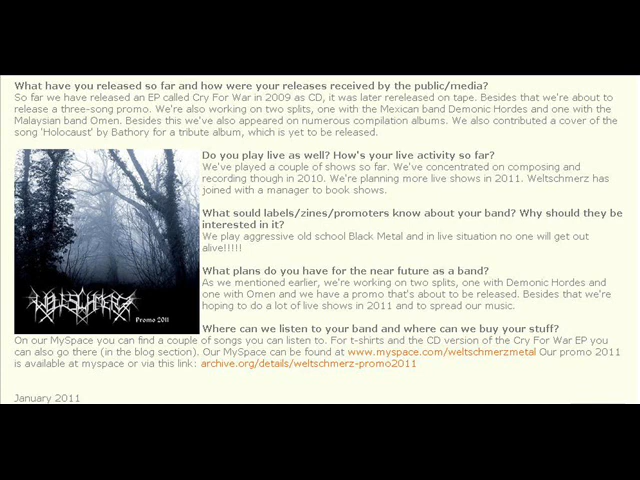 What have you released so far and how were your releases received by the public/media?
So far we have released an EP called Cry For War in 2009 as CD, it was later rereleased on tape. Besides that we're about to
release a three-song promo. We're also working on two splits, one with the Mexican band Demonic Hordes and one with the
Malaysian band Omen. Besides this we've also appeared on numerous compilation albums. We also contributed a cover of the
song 'Holocaust' by Bathory for a tribute album, which is yet to be released.
Do you play live as well? How's your live activity so far?
We've played a couple of shows so far. We've concentrated on composing and
recording though in 2010. We're planning more live shows in 2011. Weltschmerz has
joined with a manager to book shows.
What sould labels/zines/promoters know about your band? Why should they be
interested in it?
We play aggressive old school Black Metal and in live situation no one will get out
alive!!!!!
What plans do you have for the near future as a band?
As we mentioned earlier, we're working on two splits, one with Demonic Hordes and
one with Omen and we have a promo that's about to be released. Besides that we're
hoping to do a lot of live shows in 2011 and to spread our music.
WELTSCHMERZ
Promo 2011
Where can we listen to your band and where can we buy your stuff?
On our MySpace you can find a couple of songs you can listen to. For t-shirts and the CD version of the Cry For War EP you
can also go there (in the blog section). Our MySpace can be found at www.myspace.com/weltschmerzmetal Our promo 2011
is available at myspace or via this link: archive.org/details/weltschmerz-promo2011
January 2011